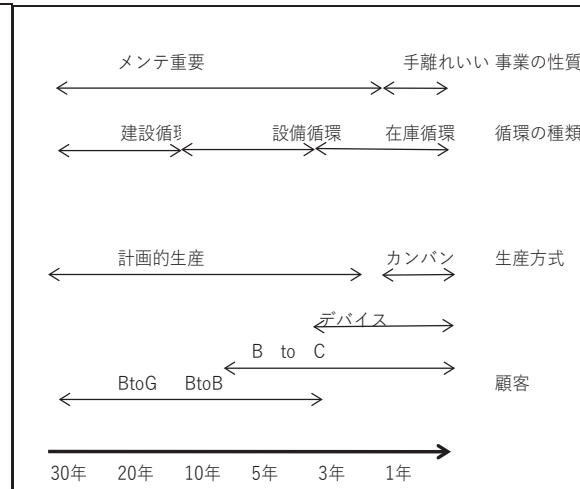 メンテ重要 手離れいい 事業の性質
建設循環 設備循環 在庫循環 循環の種類
計画的生産 カンバン 生産方式
デバイス
B to C
BtoG BtoB 顧客
30年 20年 10年 5年 3年 1年